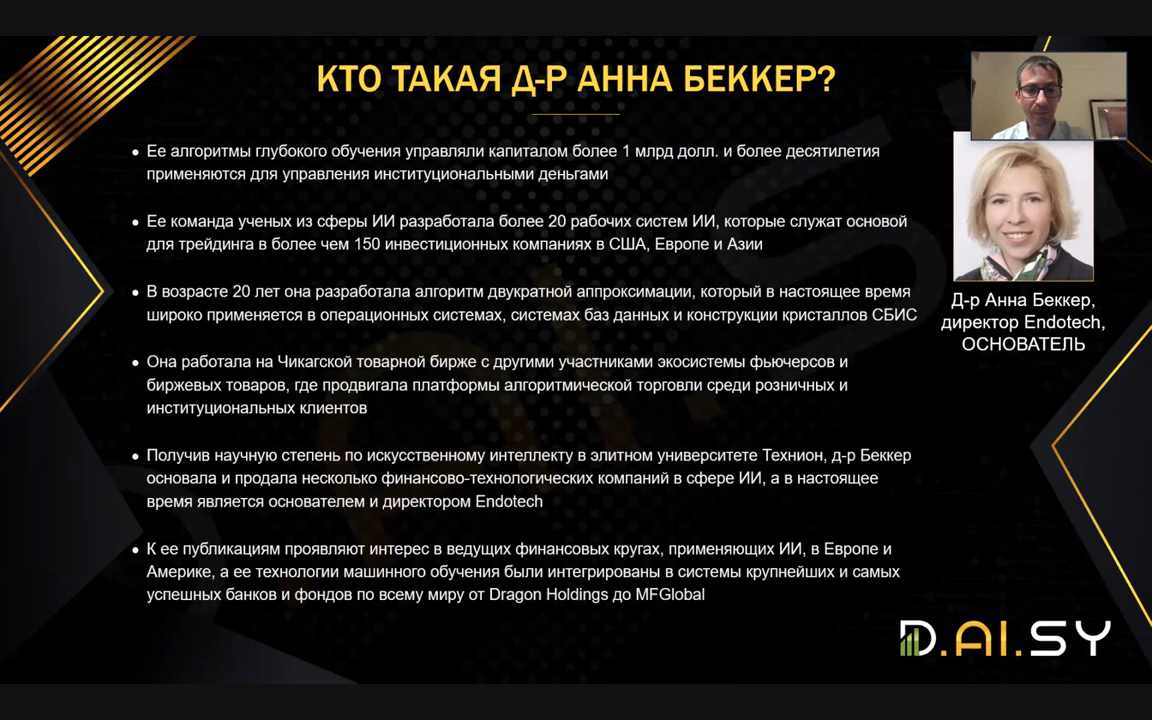 КТО ТАКАЯ Д-Р АННА БЕККЕР?
• Ее алгоритмы глубокого обучения управляли капиталом более 1 млрд долл. и более десятилетия
применяются для управления институциональными деньгами
• Ее команда ученых из сферы ИИ разработала более 20 рабочих систем ИИ, которые служат основой
для трейдинга в более чем 150 инвестиционных компаниях в США, Европе и Азии
• В возрасте 20 лет она разработала алгоритм двукратной аппроксимации, который в настоящее время
широко применяется в операционных системах, системах баз данных и конструкции кристаллов СБИС
• Она работала на Чикагской товарной бирже с другими участниками экосистемы фьючерсов и
биржевых товаров, где продвигала платформы алгоритмической торговли среди розничных и
институциональных клиентов
• Получив научную степень по искусственному интеллекту в элитном университете Технион, д-р Беккер
основала и продала несколько финансово-технологических компаний в сфере ИИ, а в настоящее
время является основателем и директором Endotech
• К ее публикациям проявляют интерес в ведущих финансовых кругах, применяющих ИИ, в Европе и
Америке, а ее технологии машинного обучения были интегрированы в системы крупнейших и самых
успешных банков и фондов по всему миру от Dragon Holdings до MFGlobal
Д-р Анна Беккер,
директор Endotech,
ОСНОВАТЕЛЬ
D.AI.SY